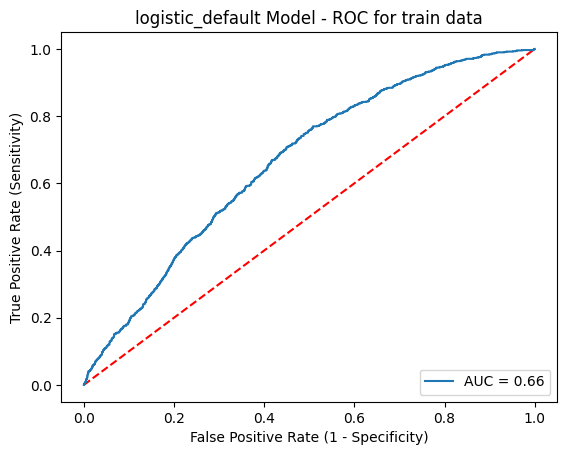 logistic_default Model - ROC for train data
True Positive Rate (Sensitivity)
1.0
0.8
0.6
0.4
0.2
0.0
0.0 0.2 0.4 0.6 0.8 1.0
False Positive Rate (1 - Specificity)
AUC = 0.66